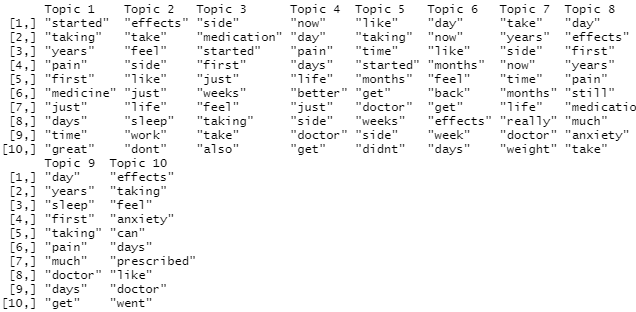 Topic 1 Topic 2 Topic 3 Topic 4 Topic 5 Topic 6 Topic 7 Topic 8
[1,] "started" "effects" "side" "now" "like" "day" "take" "day"
[2,] "taking" "take" "medication" "day" "taking" "now" "years" "effects"
[3,] "years" "feel" "started" "pain" "time" "like" "side" "first"
[4,] "pain" "side" "first" "days" "started" "months" "now" "years"
[5,] "first" "like" "just" "life" "months" "feel" "time" "pain"
[6,] "medicine" "just" "weeks" "better" "get" "back" "months" "still"
[7,] "just" "life" "feel" "just" "doctor" "get" "life" "medicatio
[8,] "days" "sleep" "taking" "side" "weeks" "effects" "really" "much"
[9,] "time" "work" "take" "doctor" "side" "week" "doctor" "anxiety"
[10,] "great" "dont" "also" "get" "didnt" "days" "weight" "take"
Topic 9 Topic 10
[1,] "day" "effects"
[2,] "years" "taking"
[3,] "sleep" "feel"
[4,] "first" "anxiety"
[5,] "taking" "can"
[6,] "pain" "days"
[7,] "much" "prescribed"
[8,] "doctor" "like"
[9,] "days" "doctor"
[10,] "get" "went"